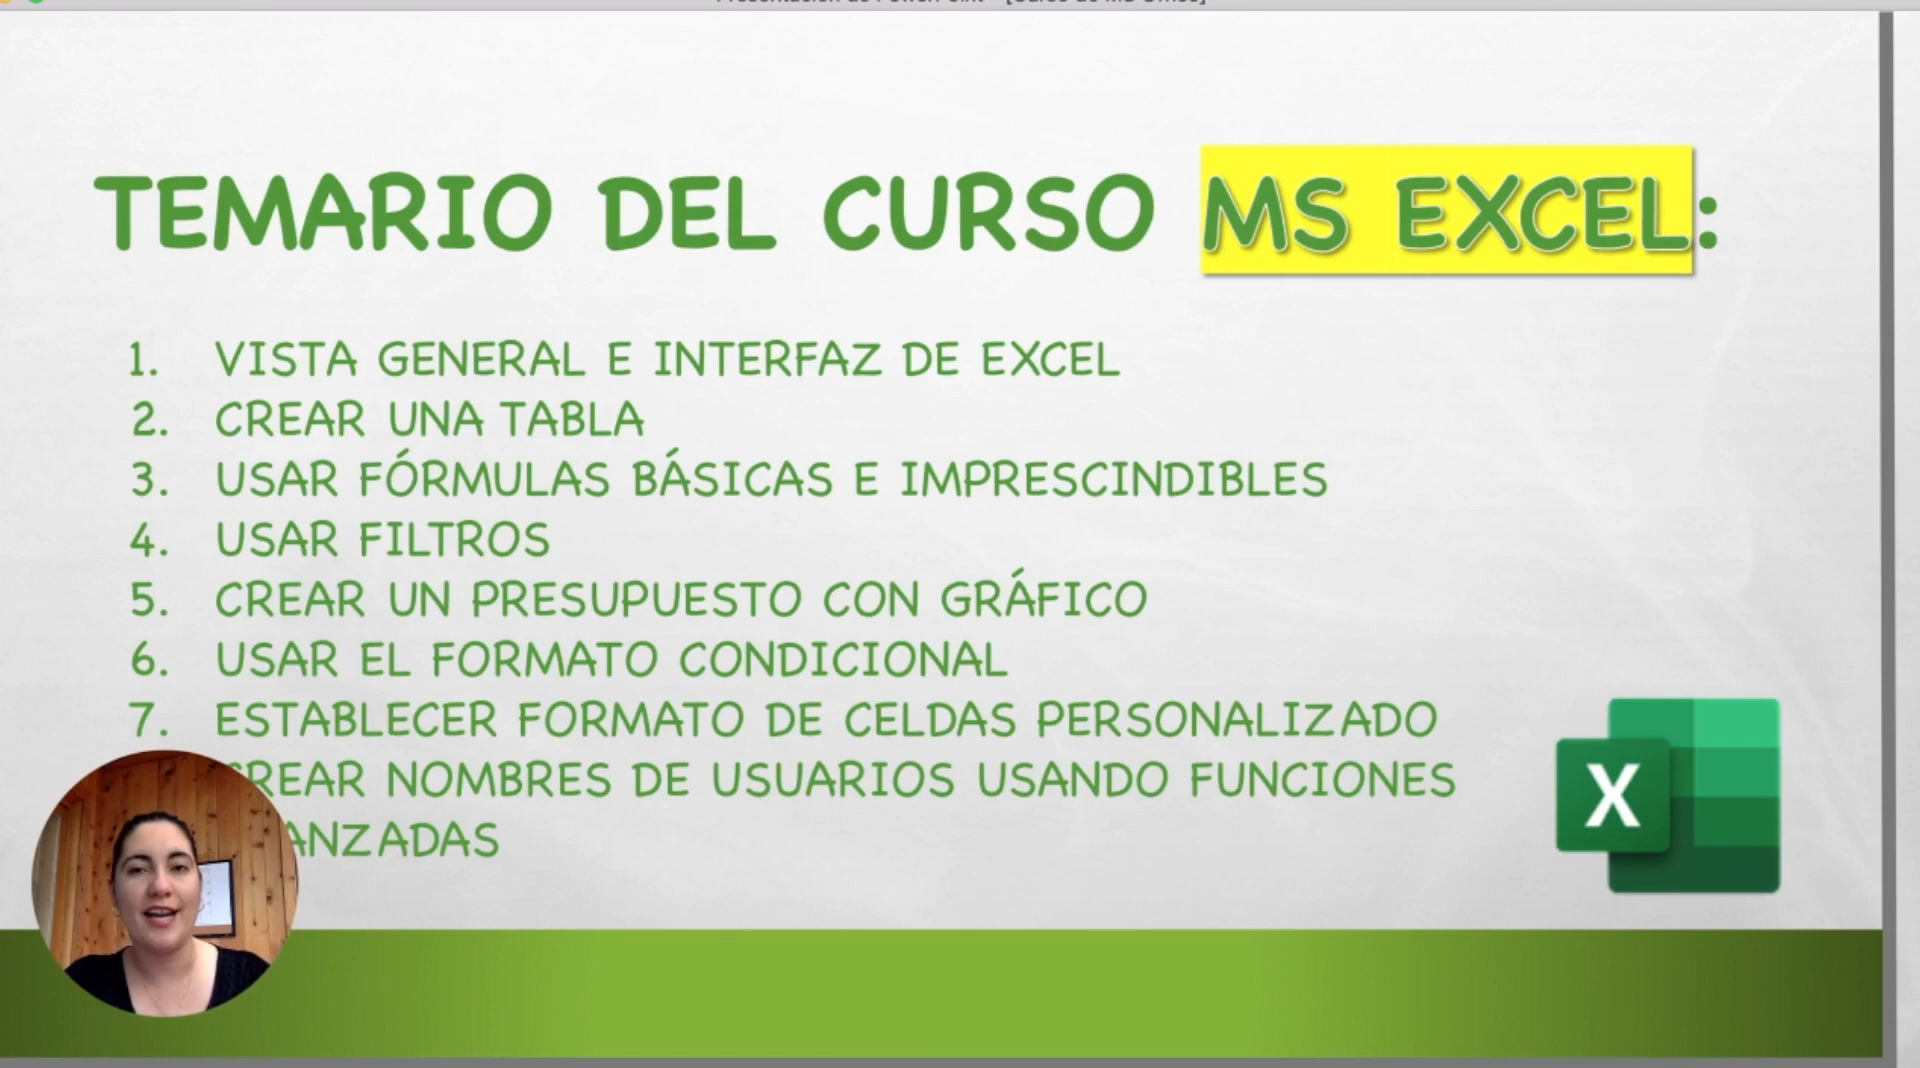 TEMARIO DEL CURSO MS EXCEL:
1. VISTA GENERAL E INTERFAZ DE EXCEL
2. CREAR UNA TABLA
3. USAR FÓRMULAS BÁSICAS E IMPRESCINDIBLES
4. USAR FILTROS
5. CREAR UN PRESUPUESTO CON GRÁFICO
6. USAR EL FORMATO CONDICIONAL
7. ESTABLECER FORMATO DE CELDAS PERSONALIZADO
NOMBRES DE USUARIOS USANDO FUNCIONES
X